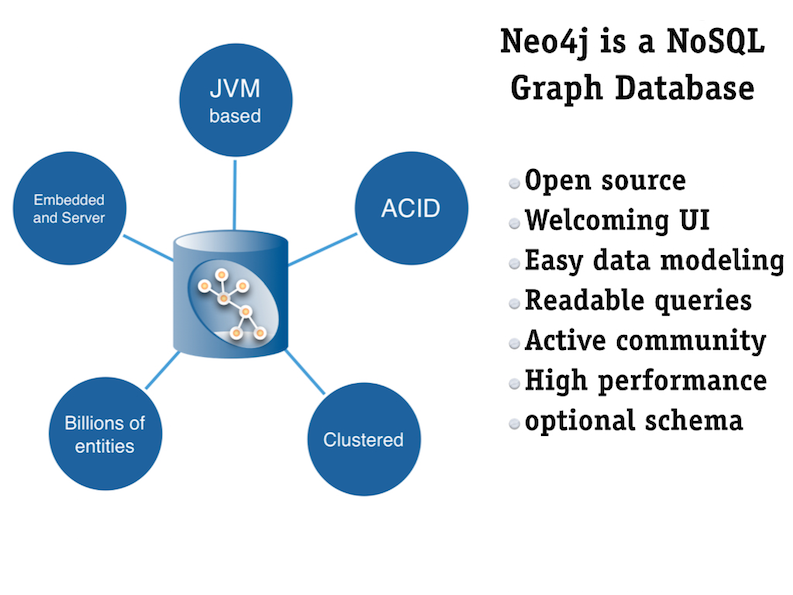 Neo4j is a NoSQL
Graph Database
JVM
based
Embedded
and Server
ACID
Billions of
entities
Clustered
Open source
Welcoming UI
Easy data modeling
Readable queries
Active community
High performance
optional schema